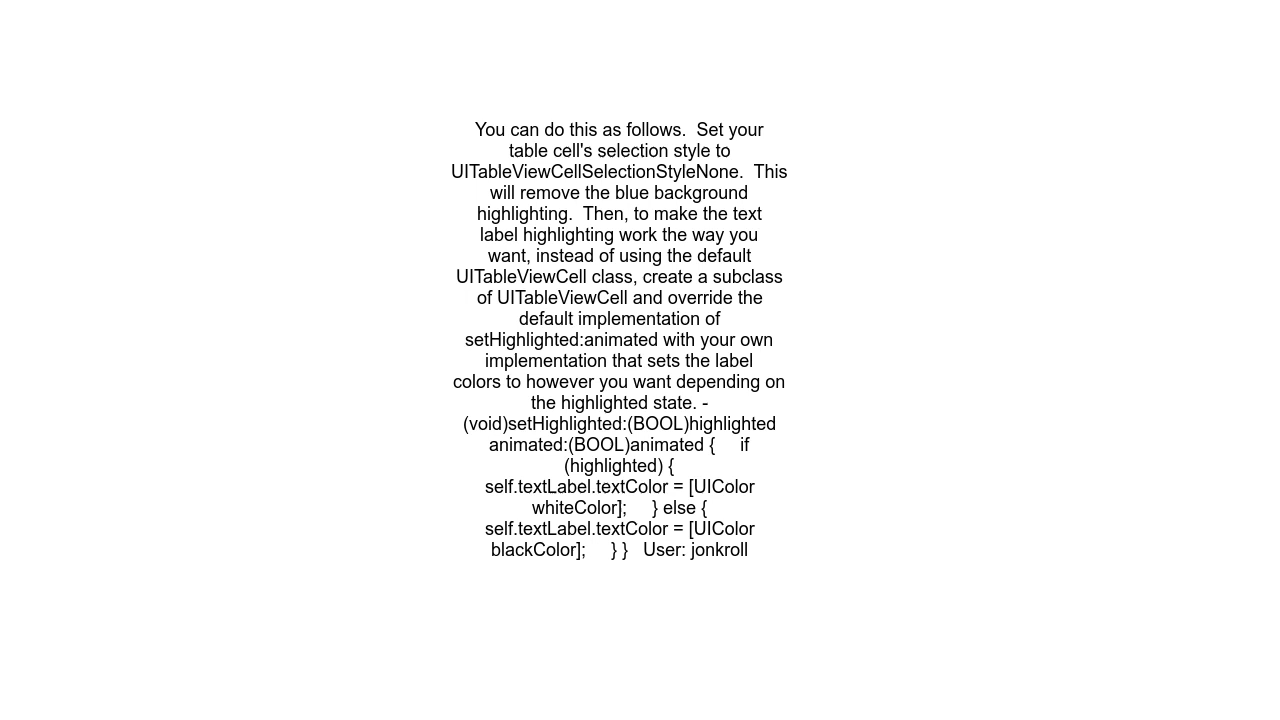 You can do this as follows.  Set your
table cell's selection style to
UITableViewCellSelectionStyleNone.  This
will remove the blue background
highlighting.  Then, to make the text
label highlighting work the way you
want, instead of using the default
UITableViewCell class, create a subclass
of UITableViewCell and override the
default implementation of
setHighlighted:animated with your own
implementation that sets the label
colors to however you want depending on
the highlighted state. -
(void)setHighlighted:(BOOL)highlighted
animated:(BOOL)animated {     if
(highlighted) {
self.textLabel.textColor = [UIColor
whiteColor];     } else {
self.textLabel.textColor = [UIColor
blackColor];     } }   User: jonkroll